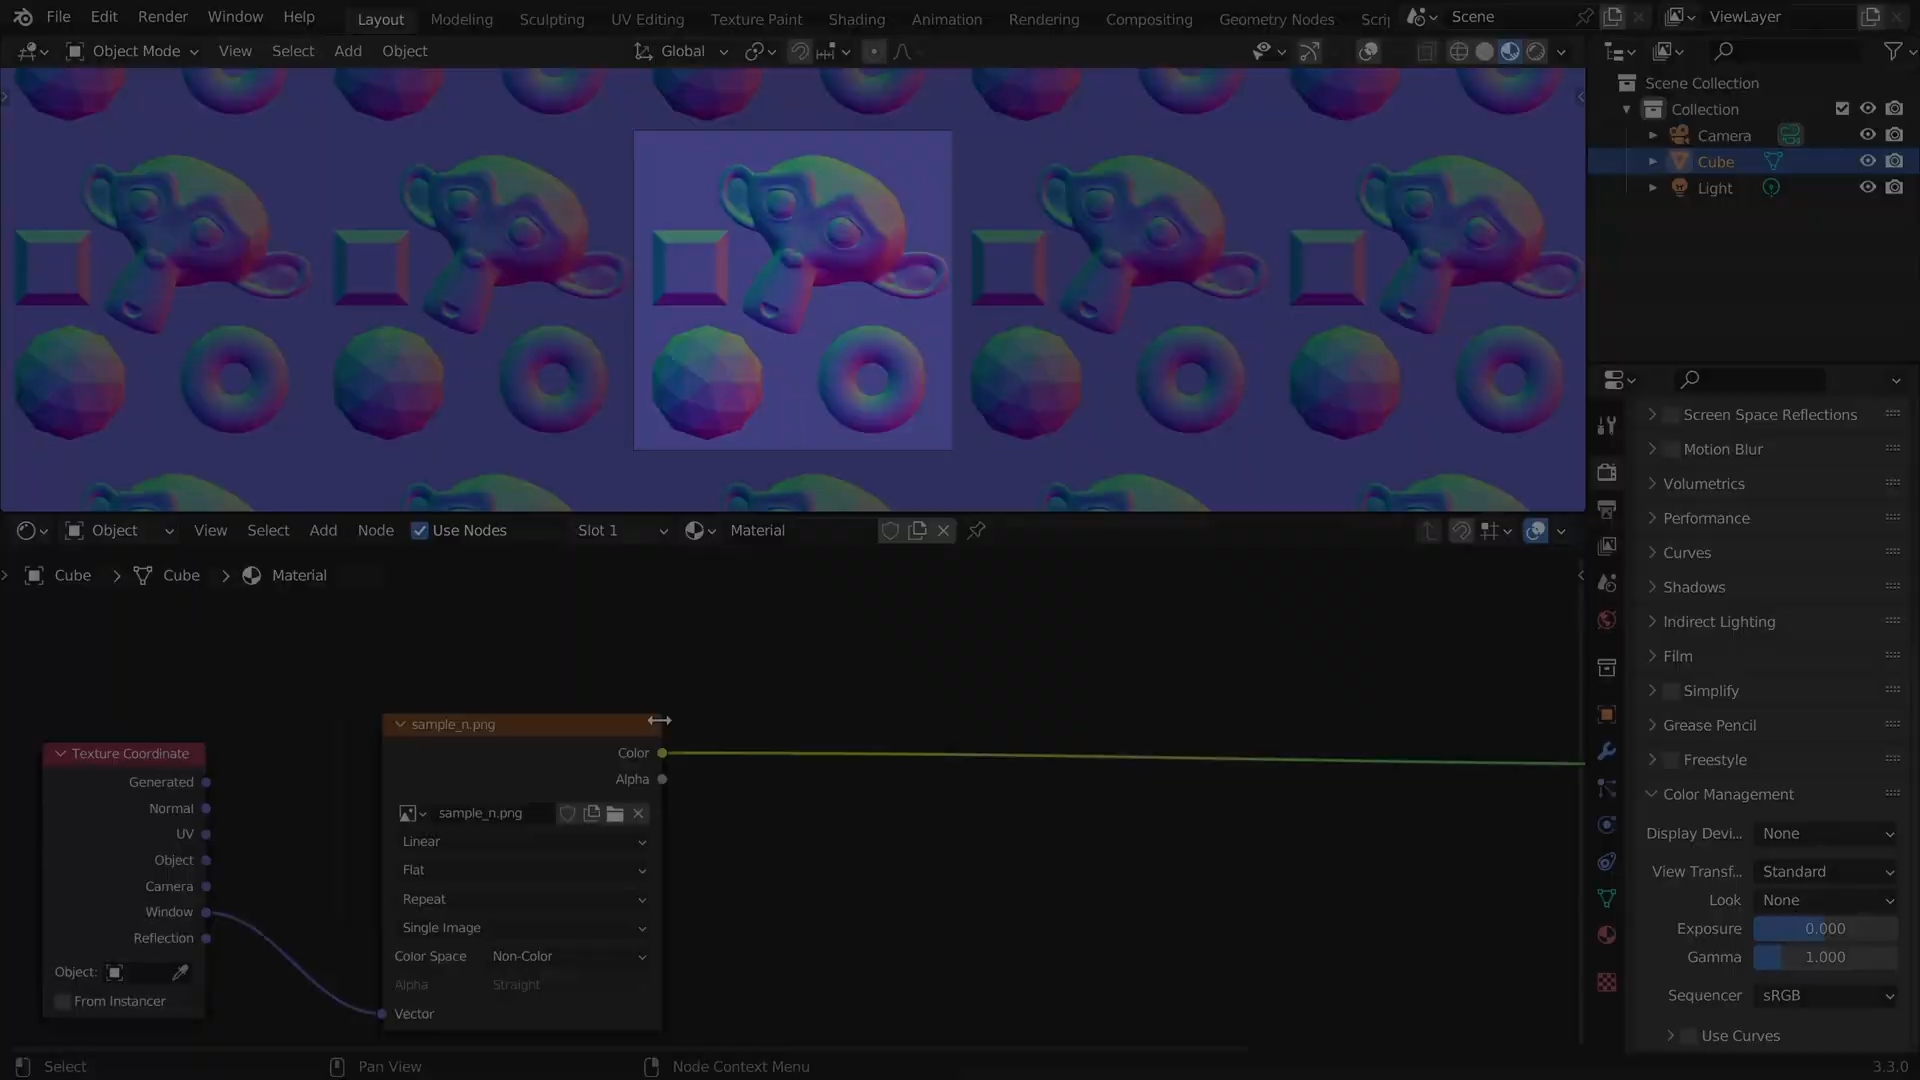 File Edit Render Window Help Layout Modeling Sculpting UV Editing Texture Paint Shading Animation Rendering Compositing Geometry Nodes Scrip Scene ViewLayer
Object Mode View Select Add Object Global
Scene Collection
Collection
Camera
Cube
Light
Screen Space Reflections
Motion Blur
Volumetrics
Performance
Curves
Shadows
Indirect Lighting
Film
Simplify
Grease Pencil
Freestyle
Color Management
Display Devi... None
View Transf... Standard
Look None
Exposure 0.000
Gamma 1.000
Sequencer sRGB
Use Curves
Object View Select Add Node Use Nodes Slot 1 Material
Cube Cube Material
Texture Coordinate
Generated
Normal
UV
Object
Camera
Window
Reflection
Object:
From Instancer
sample_n.png
Color
Alpha
sample_n.png
Linear
Flat
Repeat
Single Image
Color Space Non-Color
Alpha Straight
Vector
Select Pan View Node Context Menu 3.3.0